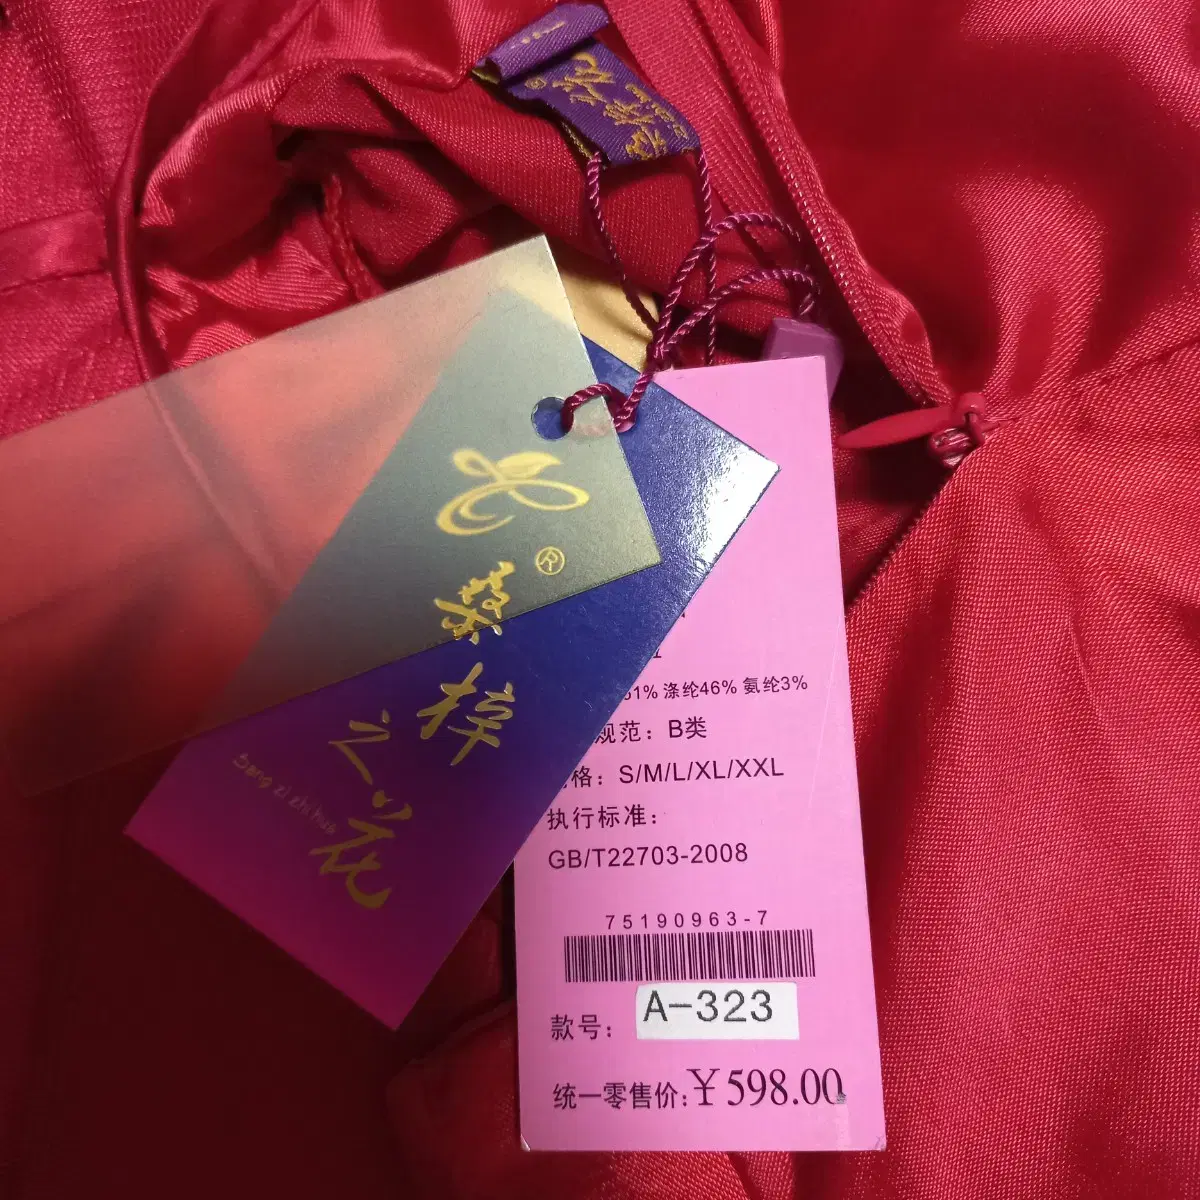 ®
桑
梓
之
花
Sang zi zhi hua
51% 涤纶46% 氨纶3%
规范：B类
格：S/M/L/XL/XXL
执行标准：
GB/T22703-2008
75190963-7
款号：A-323
统一零售价:￥598.00